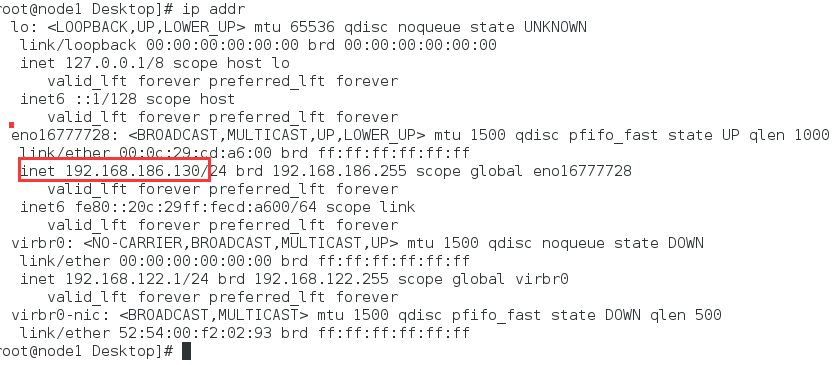 root@node1 Desktop]# ip addr
lo: <LOOPBACK,UP,LOWER_UP> mtu 65536 qdisc noqueue state UNKNOWN
link/loopback 00:00:00:00:00:00 brd 00:00:00:00:00:00
inet 127.0.0.1/8 scope host lo
valid_lft forever preferred_lft forever
inet6 ::1/128 scope host
valid_lft forever preferred_lft forever
eno16777728: <BROADCAST,MULTICAST,UP,LOWER_UP> mtu 1500 qdisc pfifo_fast state UP qlen 1000
link/ether 00:0c:29:cd:a6:00 brd ff:ff:ff:ff:ff:ff
inet 192.168.186.130/24 brd 192.168.186.255 scope global eno16777728
valid_lft forever preferred_lft forever
inet6 fe80::20c:29ff:fecd:a600/64 scope link
valid_lft forever preferred_lft forever
virbr0: <NO-CARRIER,BROADCAST,MULTICAST,UP> mtu 1500 qdisc noqueue state DOWN
link/ether 00:00:00:00:00:00 brd ff:ff:ff:ff:ff:ff
inet 192.168.122.1/24 brd 192.168.122.255 scope global virbr0
valid_lft forever preferred_lft forever
virbr0-nic: <BROADCAST,MULTICAST> mtu 1500 qdisc pfifo_fast state DOWN qlen 500
link/ether 52:54:00:f2:02:93 brd ff:ff:ff:ff:ff:ff
root@node1 Desktop]#